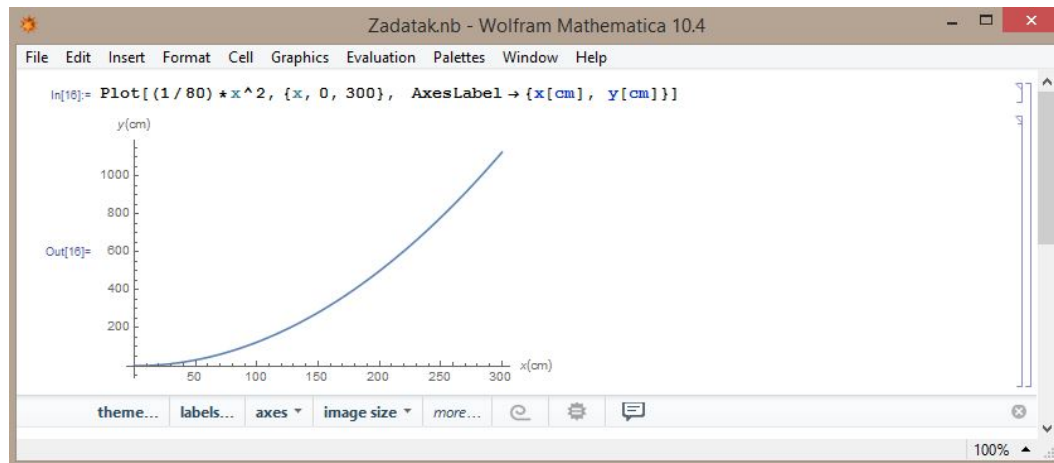 Zadatak.nb - Wolfram Mathematica 10.4
File Edit Insert Format Cell Graphics Evaluation Palettes Window Help
In[16]:= Plot[(1/80)*x^2, {x, 0, 300}, AxesLabel→{x[cm], y[cm]}]
y(cm)
1000
800
Out[16]= 600
400
200
50 100 150 200 250 300 x(cm)
theme... labels... axes image size more...
100%